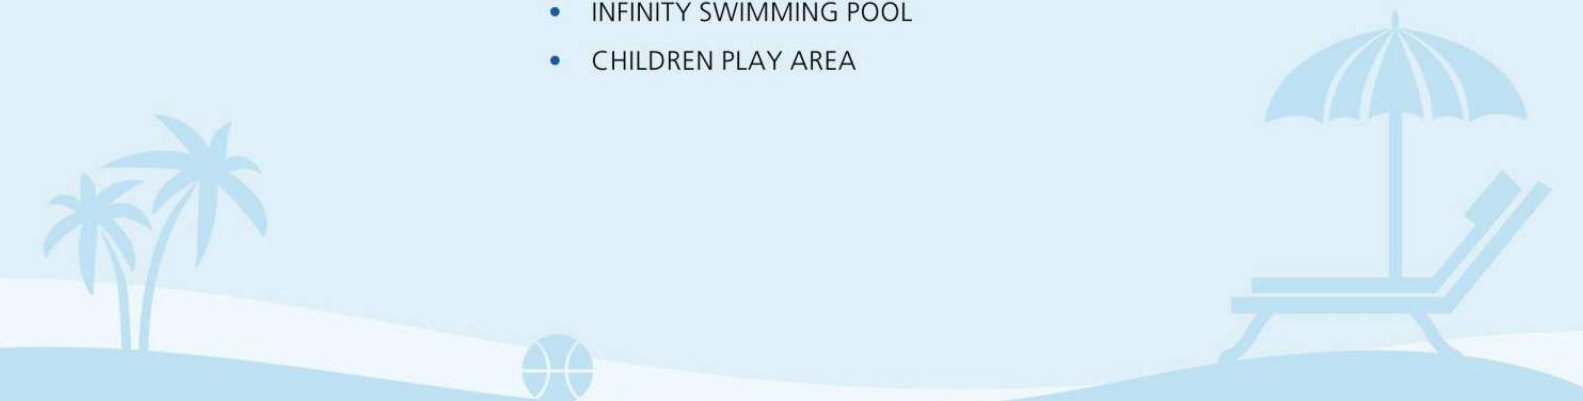 • INFINITY SWIMMING POOL
• CHILDREN PLAY AREA